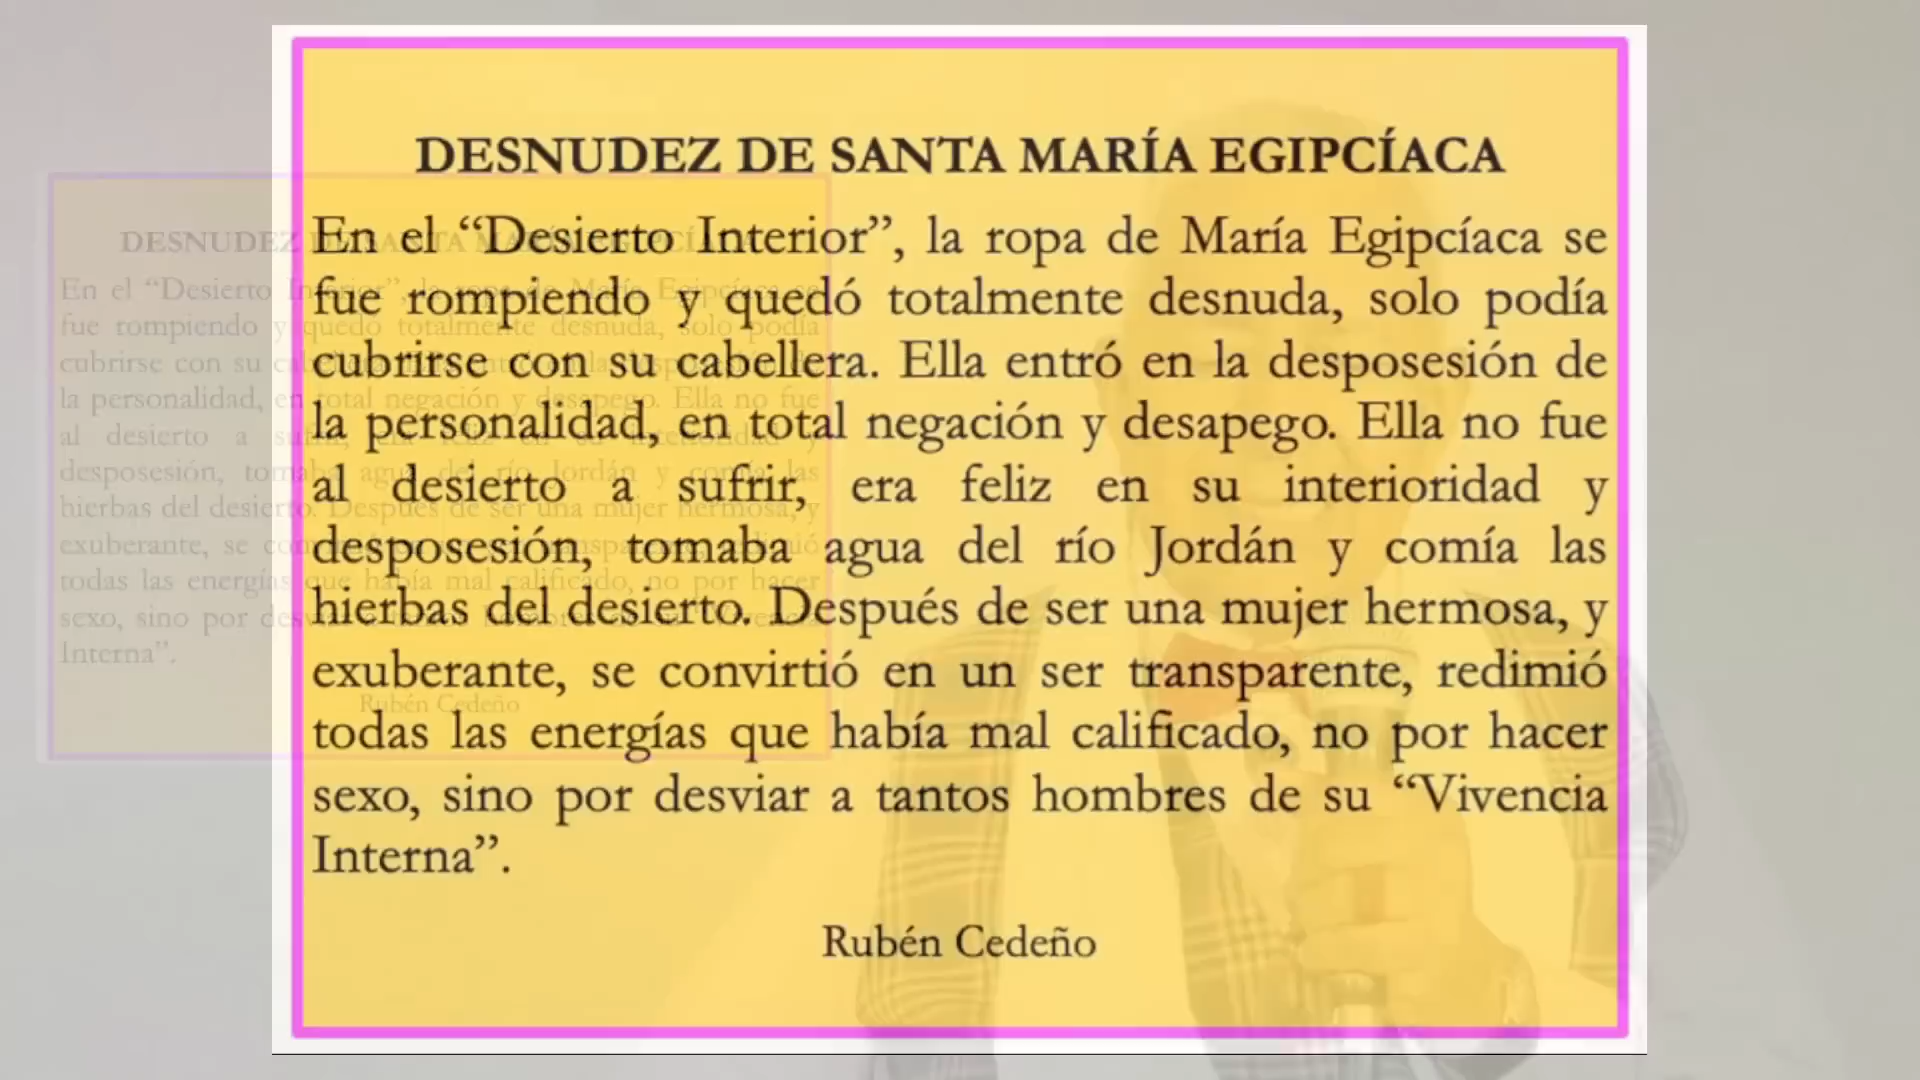 DESNUDEZ DE SANTA MARÍA EGIPCÍACA
En el “Desierto Interior”, la ropa de María Egipcíaca se
fue rompiendo y quedó totalmente desnuda, solo podía
cubrirse con su cabellera. Ella entró en la desposesión de
la personalidad, en total negación y desapego. Ella no fue
al desierto a sufrir, era feliz en su interioridad y
desposesión, tomaba agua del río Jordán y comía las
hierbas del desierto. Después de ser una mujer hermosa, y
exuberante, se convirtió en un ser transparente, redimió
todas las energías que había mal calificado, no por hacer
sexo, sino por desviar a tantos hombres de su “Vivencia
Interna”.
Rubén Cedeño